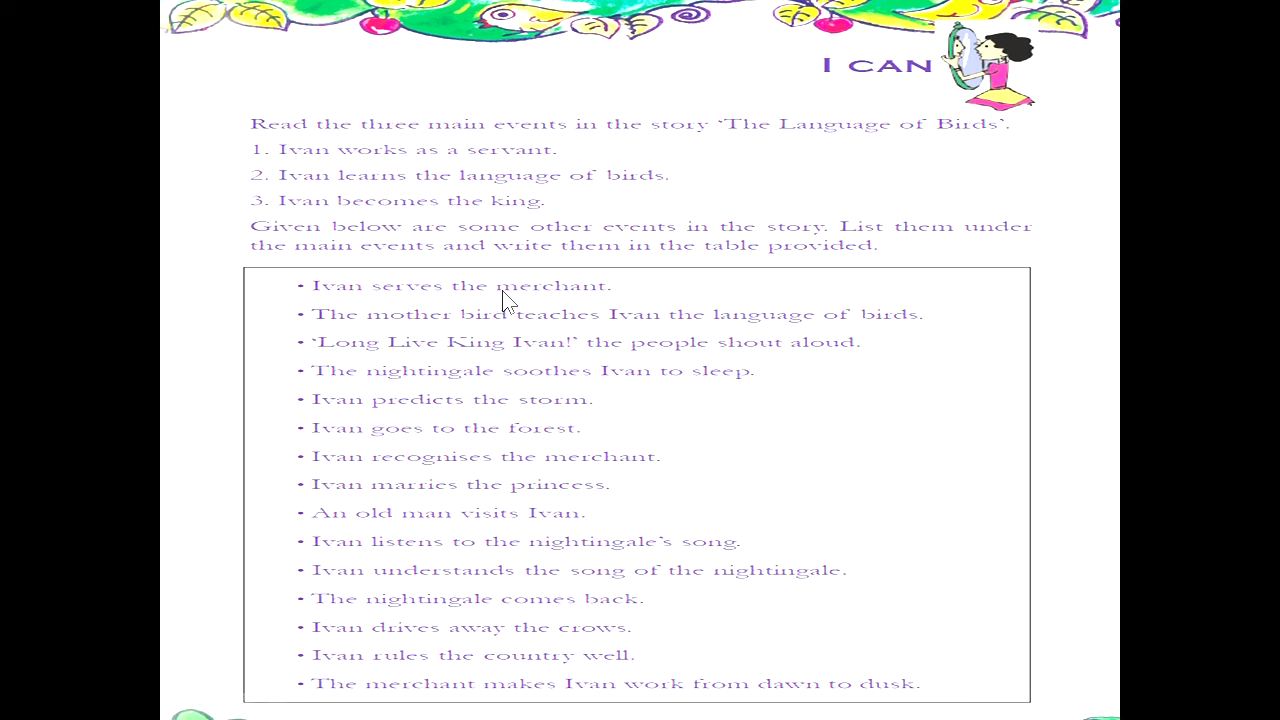 I CAN
Read the three main events in the story ‘The Language of Birds’.
1. Ivan works as a servant.
2. Ivan learns the language of birds.
3. Ivan becomes the king.
Given below are some other events in the story. List them under
the main events and write them in the table provided.
• Ivan serves the merchant.
• The mother bird teaches Ivan the language of birds.
• ‘Long Live King Ivan!’ the people shout aloud.
• The nightingale soothes Ivan to sleep.
• Ivan predicts the storm.
• Ivan goes to the forest.
• Ivan recognises the merchant.
• Ivan marries the princess.
• An old man visits Ivan.
• Ivan listens to the nightingale’s song.
• Ivan understands the song of the nightingale.
• The nightingale comes back.
• Ivan drives away the crows.
• Ivan rules the country well.
• The merchant makes Ivan work from dawn to dusk.